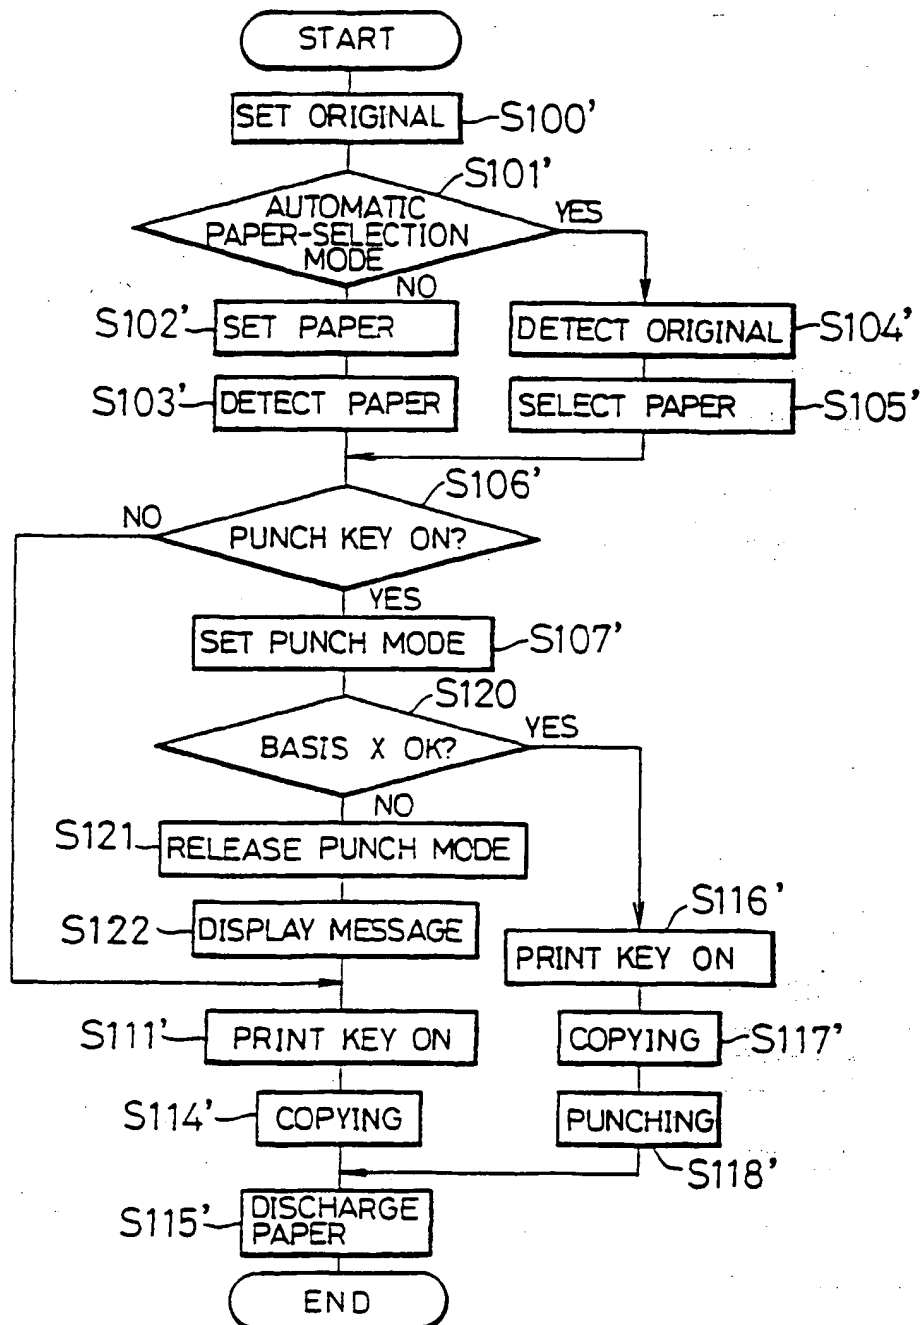 START
SET ORIGINAL
S100'
S101'
AUTOMATIC
PAPER-SELECTION
MODE
YES
NO
S102'
SET PAPER
DETECT ORIGINAL
S104'
S103'
DETECT PAPER
SELECT PAPER
S105'
S106'
NO
PUNCH KEY ON?
YES
SET PUNCH MODE
S107'
S120
BASIS X OK?
YES
NO
S121
RELEASE PUNCH MODE
S122
DISPLAY MESSAGE
S116'
PRINT KEY ON
S111'
PRINT KEY ON
COPYING
S117'
S114'
COPYING
PUNCHING
S118'
S115'
DISCHARGE
PAPER
END